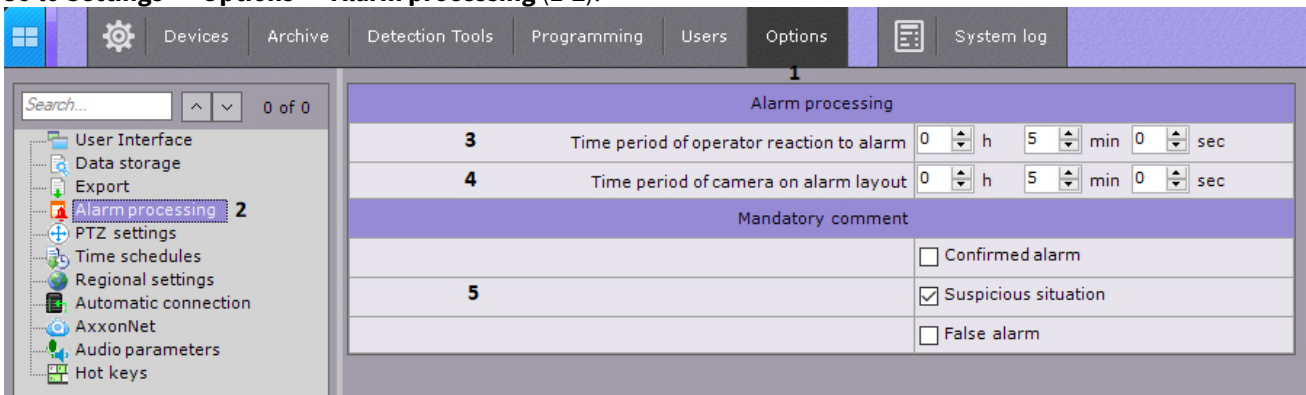 Devices Archive Detection Tools Programming Users Options System log
1
Search... 0 of 0
User Interface
Data storage
Export
Alarm processing 2
PTZ settings
Time schedules
Regional settings
Automatic connection
AxxonNet
Audio parameters
Hot keys
Alarm processing
3 Time period of operator reaction to alarm 0 h 5 min 0 sec
4 Time period of camera on alarm layout 0 h 5 min 0 sec
Mandatory comment
Confirmed alarm
5 Suspicious situation
False alarm